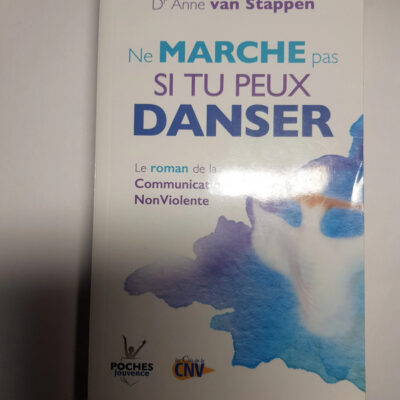 Dr Anne van Stappen
Ne MARCHE pas
SI TU PEUX
DANSER
Le roman de la
Communicati
NonViolente
POCHES
Jouvence
CNV